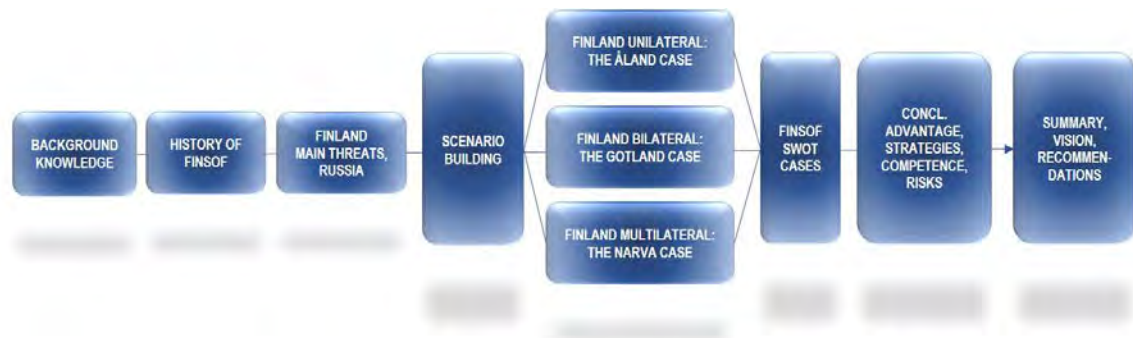 BACKGROUND
KNOWLEDGE
HISTORY OF
FINSOF
FINLAND
MAIN THREATS,
RUSSIA
SCENARIO
BUILDING
FINLAND UNILATERAL:
THE ÅLAND CASE
FINLAND BILATERAL:
THE GOTLAND CASE
FINLAND MULTILATERAL:
THE NARVA CASE
FINSOF
SWOT
CASES
CONCL.
ADVANTAGE,
STRATEGIES,
COMPETENCE,
RISKS
SUMMARY,
VISION,
RECOMMEN-
DATIONS